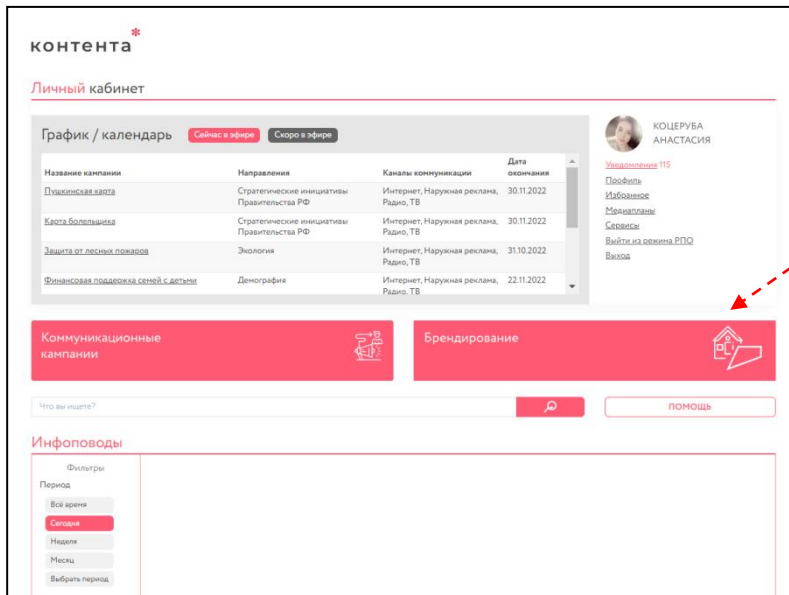 контента*
Личный кабинет
График / календарь Сейчас в эфире Скоро в эфире
Название кампании Направления Каналы коммуникации Дата окончания
Пушкинская карта Стратегические инициативы Правительства РФ Интернет, Наружная реклама, Радио, ТВ 30.11.2022
Карта болельщика Стратегические инициативы Правительства РФ Интернет, Наружная реклама, Радио, ТВ 30.11.2022
Защита от лесных пожаров Экология Интернет, Наружная реклама, Радио, ТВ 31.10.2022
Финансовая поддержка семей с детьми Демография Интернет, Наружная реклама, Радио, ТВ 22.11.2022
КОЦЕРУБА
АНАСТАСИЯ
Уведомления 115
Профиль
Избранное
Медиапланы
Сервисы
Выйти из режима РПО
Выход
Коммуникационные
кампании
Брендирование
Что вы ищете?
ПОМОЩЬ
Инфоповоды
Фильтры
Период
Всё время
Сегодня
Неделя
Месяц
Выбрать период